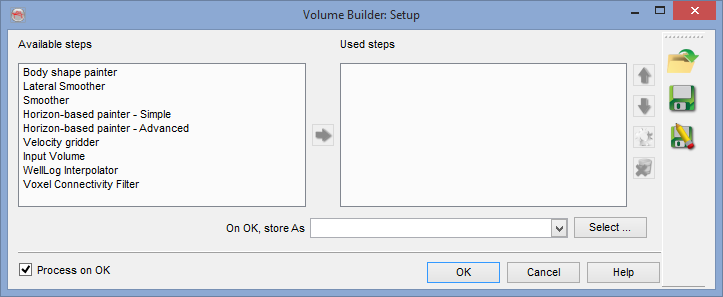 Volume Builder: Setup
Available steps
Used steps
Body shape painter
Lateral Smoother
Smoother
Horizon-based painter - Simple
Horizon-based painter - Advanced
Velocity gridder
Input Volume
WellLog Interpolator
Voxel Connectivity Filter
On OK, store As
Select ...
Process on OK
OK
Cancel
Help